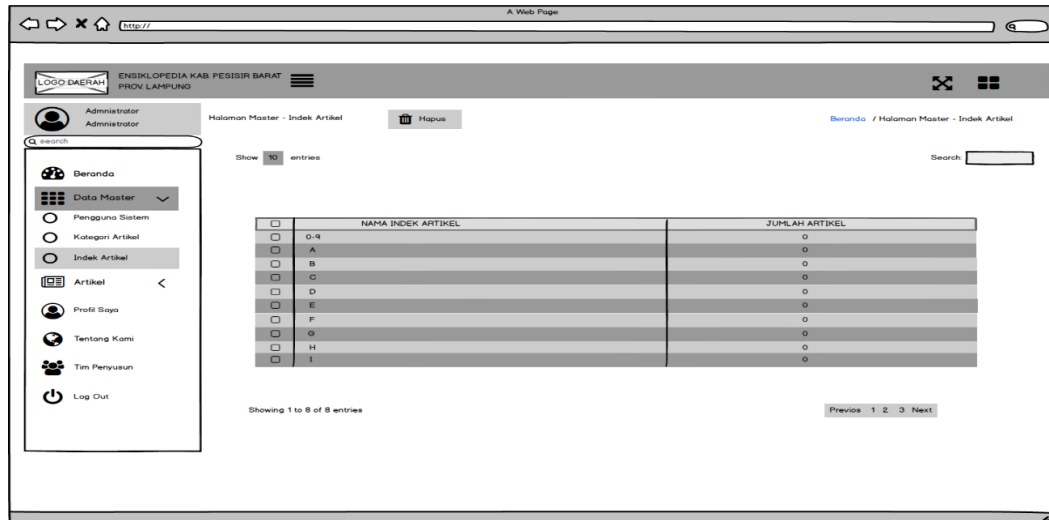 A Web Page
http://
LOGO DAERAH
ENSIKLOPEDIA KAB. PESISIR BARAT
PROV LAMPUNG
Admnistrator
Admnistrator
search
Halaman Master - Indek Artikel
Hapus
Beranda / Halaman Master - Indek Artikel
Show 10 entries
Search:
Beranda
Data Master
Pengguna Sistem
Kategori Artikel
Indek Artikel
Artikel
Profil Saya
Tentang Kami
Tim Penyusun
Log Out
NAMA INDEK ARTIKEL JUMLAH ARTIKEL
0-9 0
A 0
B 0
C 0
D 0
E 0
F 0
G 0
H 0
I 0
Showing 1 to 8 of 8 entries
Previos 1 2 3 Next